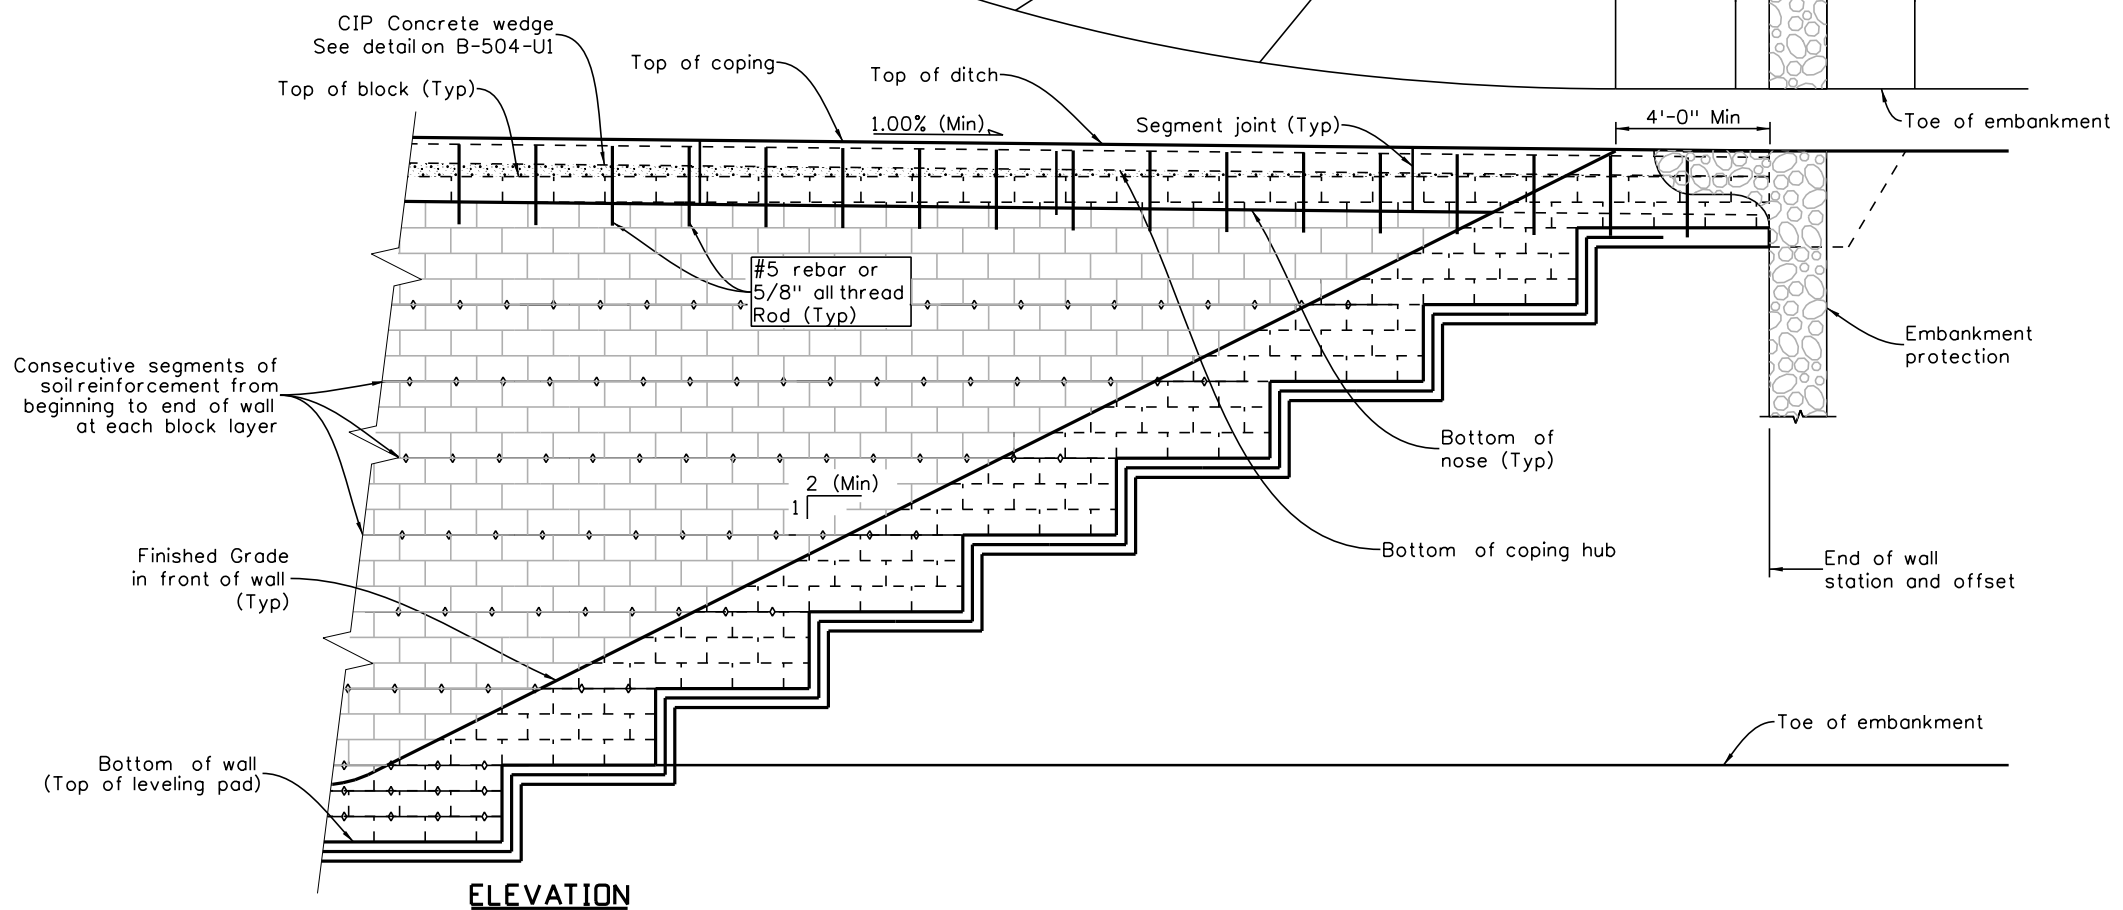 CIP Concrete wedge
See detail on B-504-U1
Top of block (Typ)
Top of coping
Top of ditch
1.00% (Min)
Segment joint (Typ)
4'-0" Min
Toe of embankment
#5 rebar or
5/8" all thread
Rod (Typ)
Embankment
protection
Consecutive segments of
soil reinforcement from
beginning to end of wall
at each block layer
Bottom of
nose (Typ)
2 (Min)
1
Bottom of coping hub
Finished Grade
in front of wall
(Typ)
End of wall
station and offset
Toe of embankment
Bottom of wall
(Top of leveling pad)
ELEVATION